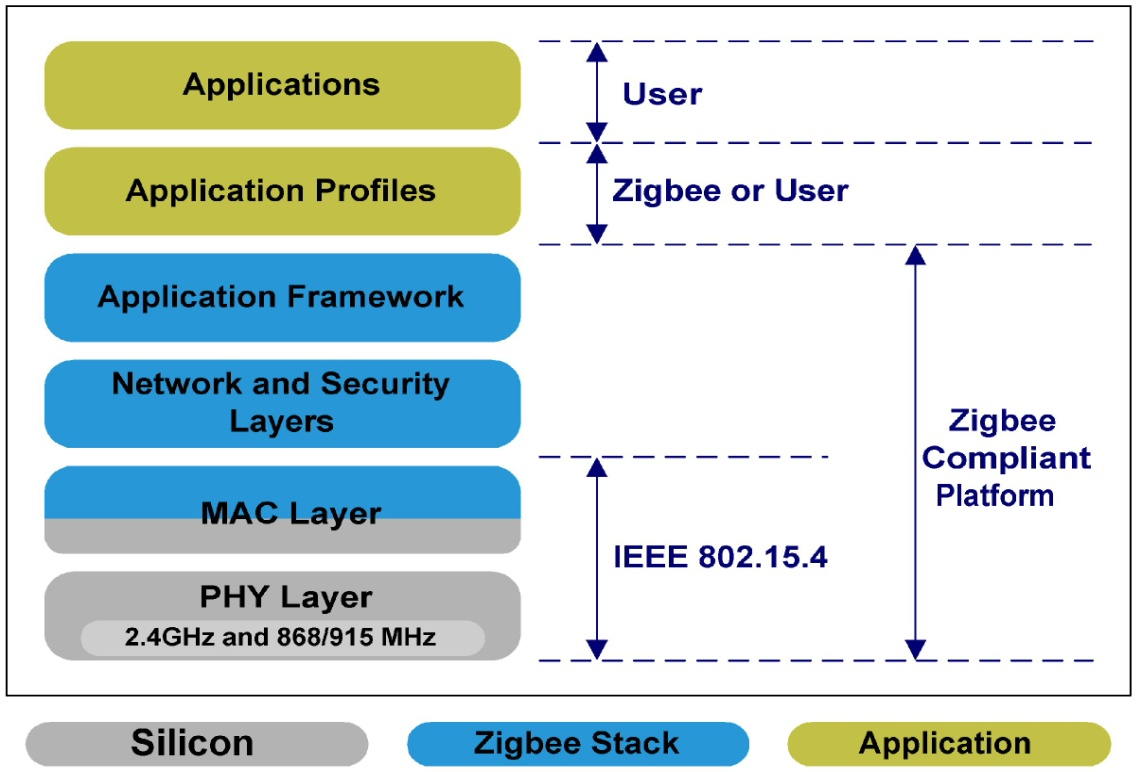 Applications
User
Application Profiles
Zigbee or User
Application Framework
Network and Security
Layers
Zigbee
Compliant
Platform
MAC Layer
IEEE 802.15.4
PHY Layer
2.4GHz and 868/915 MHz
Silicon
Zigbee Stack
Application